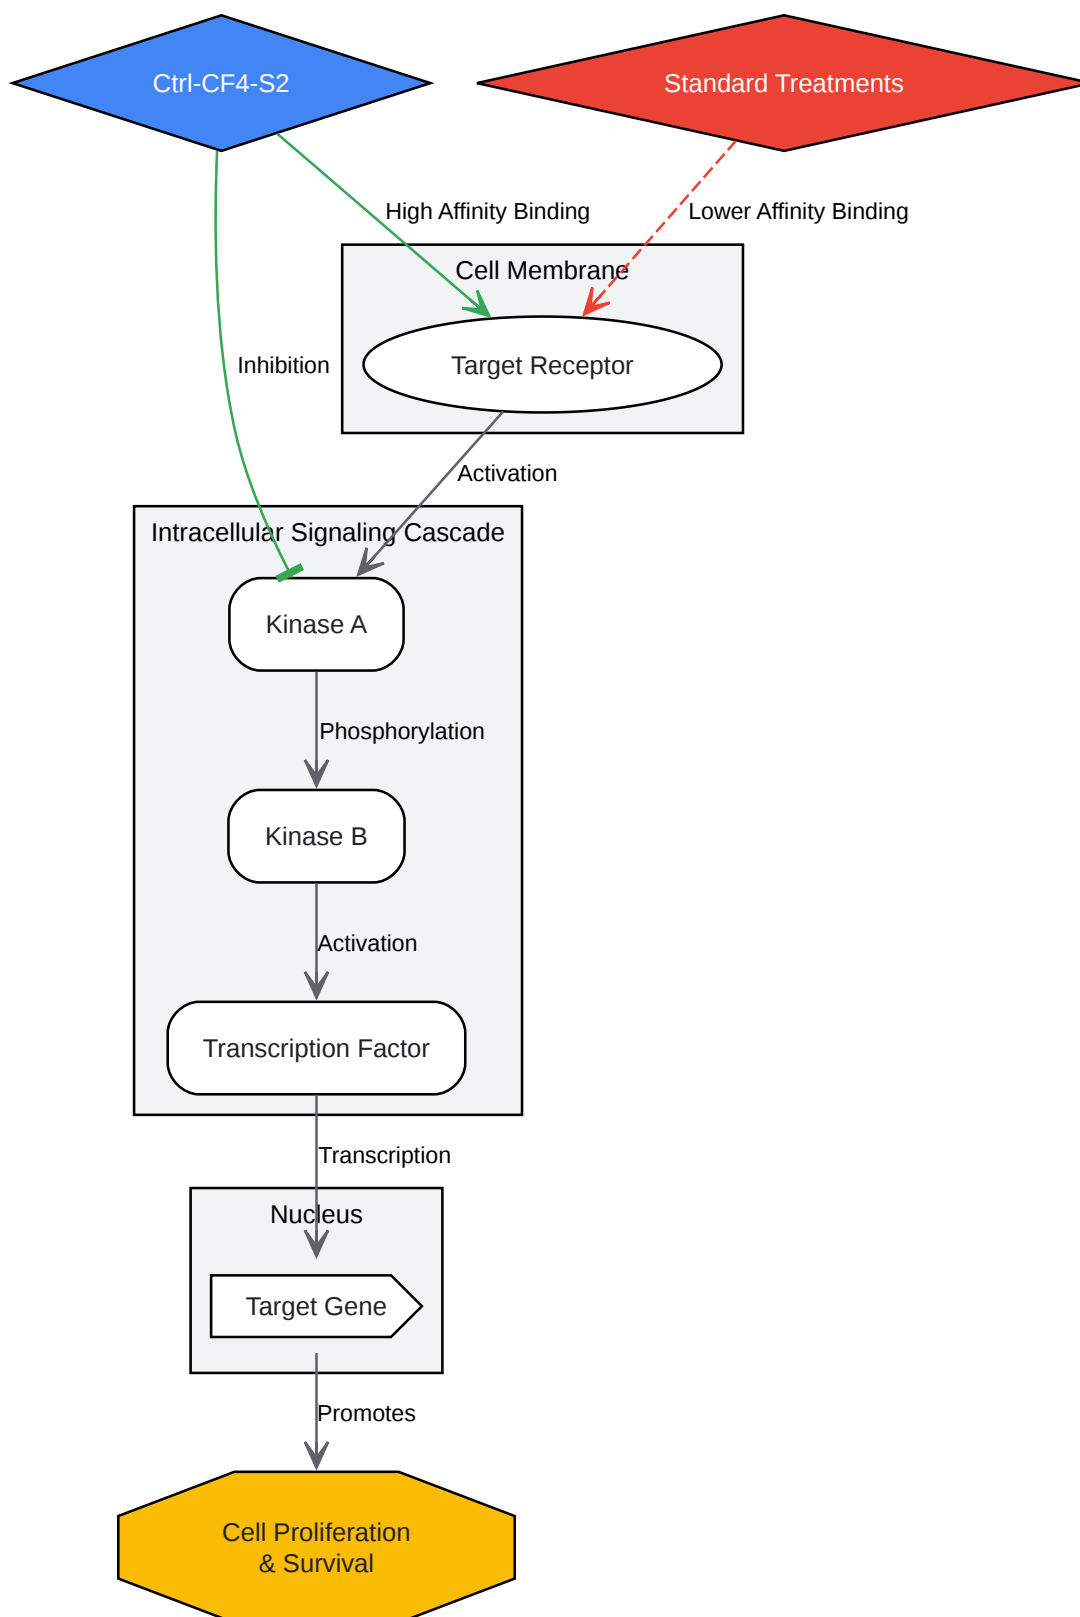 Ctrl-CF4-S2
Standard Treatments
High Affinity Binding
Lower Affinity Binding
Cell Membrane
Inhibition
Target Receptor
Activation
Intracellular Signaling Cascade
Kinase A
Phosphorylation
Kinase B
Activation
Transcription Factor
Transcription
Nucleus
Target Gene
Promotes
Cell Proliferation
& Survival